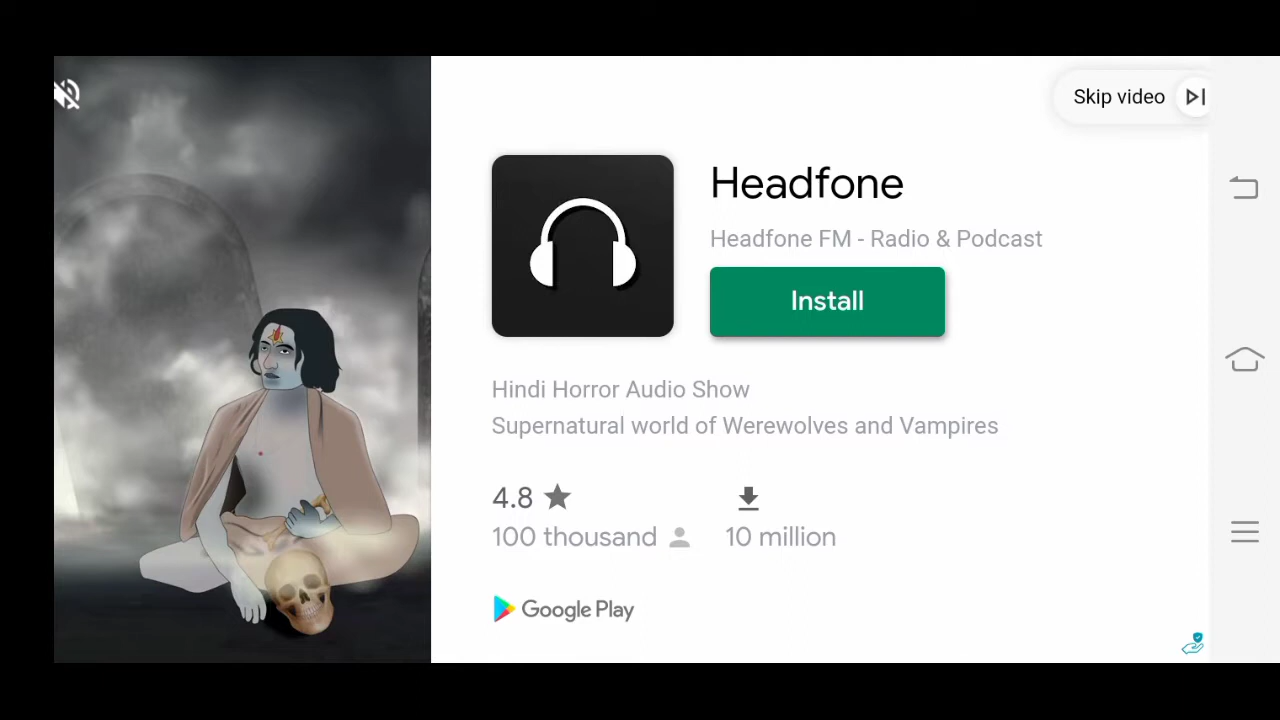 Skip video
Headfone
Headfone FM - Radio & Podcast
Install
Hindi Horror Audio Show
Supernatural world of Werewolves and Vampires
4.8
100 thousand
10 million
Google Play